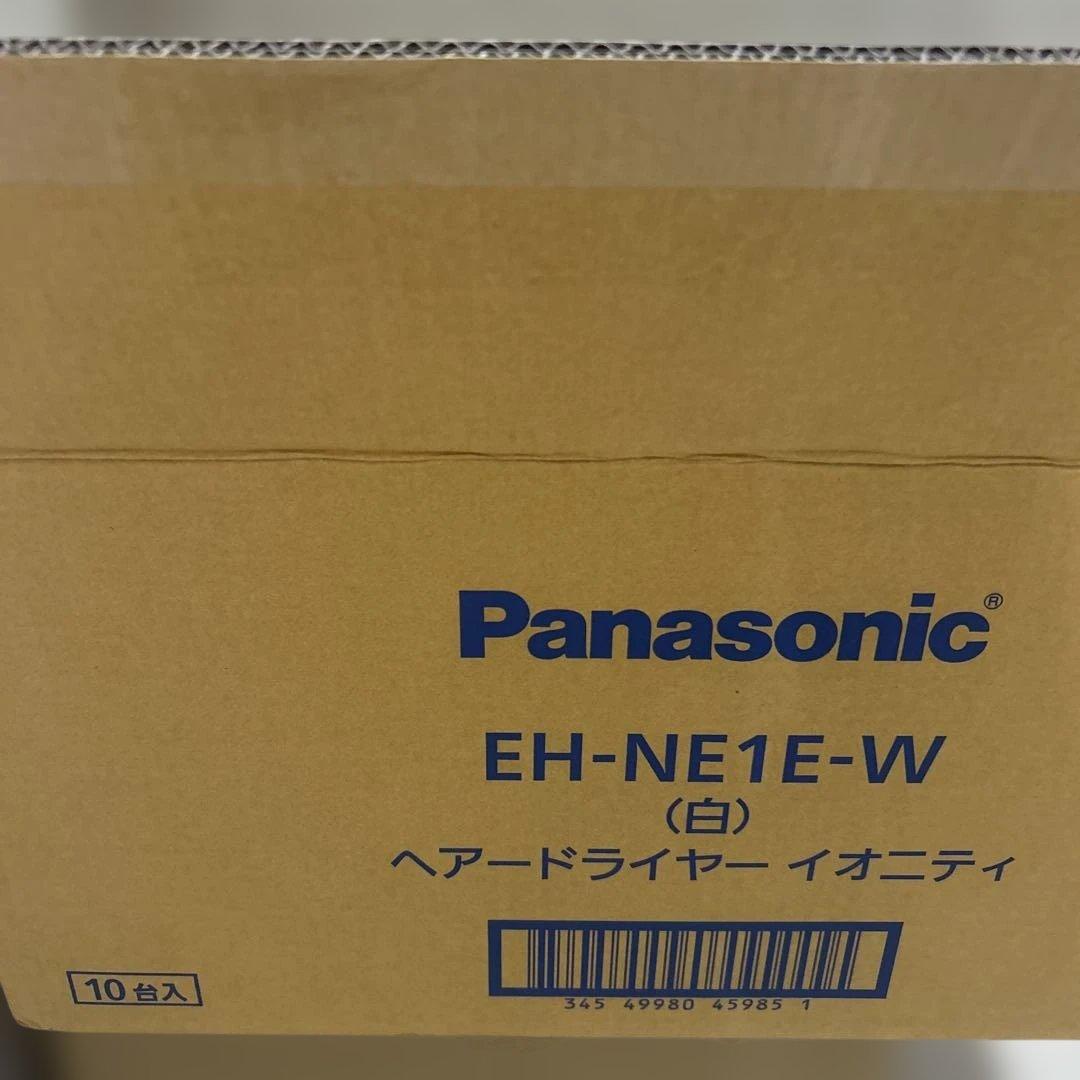 Panasonic®
EH-NE1E-W
（白）
ヘアードライヤー イオニティ
345 49980 45985 1
10台入